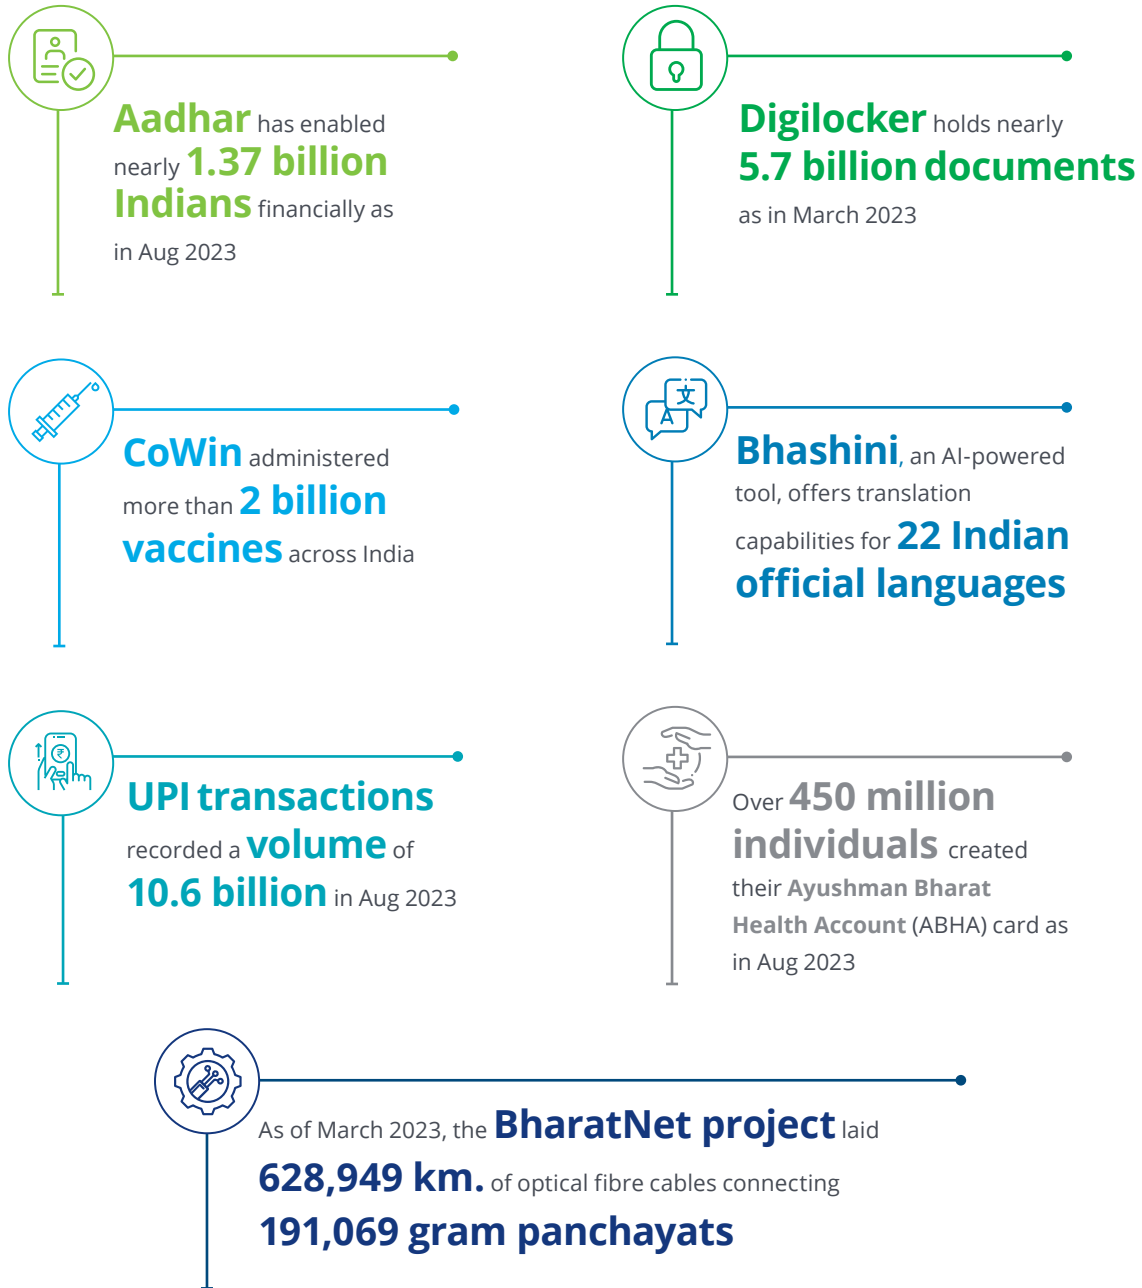 Aadhar has enabled
nearly 1.37 billion
Indians financially as
in Aug 2023
Digilocker holds nearly
5.7 billion documents
as in March 2023
CoWin administered
more than 2 billion
vaccines across India
文
A
Bhashini, an AI-powered
tool, offers translation
capabilities for 22 Indian
official languages
₹
UPI transactions
recorded a volume of
10.6 billion in Aug 2023
Over 450 million
individuals created
their Ayushman Bharat
Health Account (ABHA) card as
in Aug 2023
As of March 2023, the BharatNet project laid
628,949 km. of optical fibre cables connecting
191,069 gram panchayats